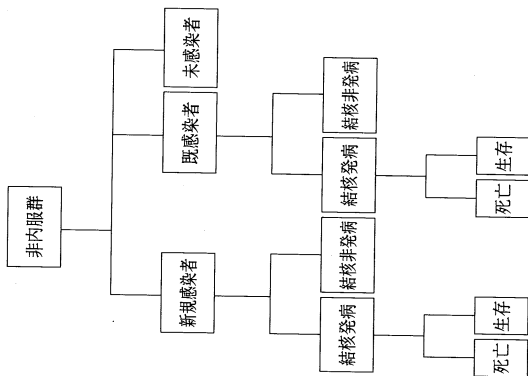 非内服群
新規感染者
既感染者
未感染者
結核発病
結核非発病
結核発病
結核非発病
死亡
生存
死亡
生存